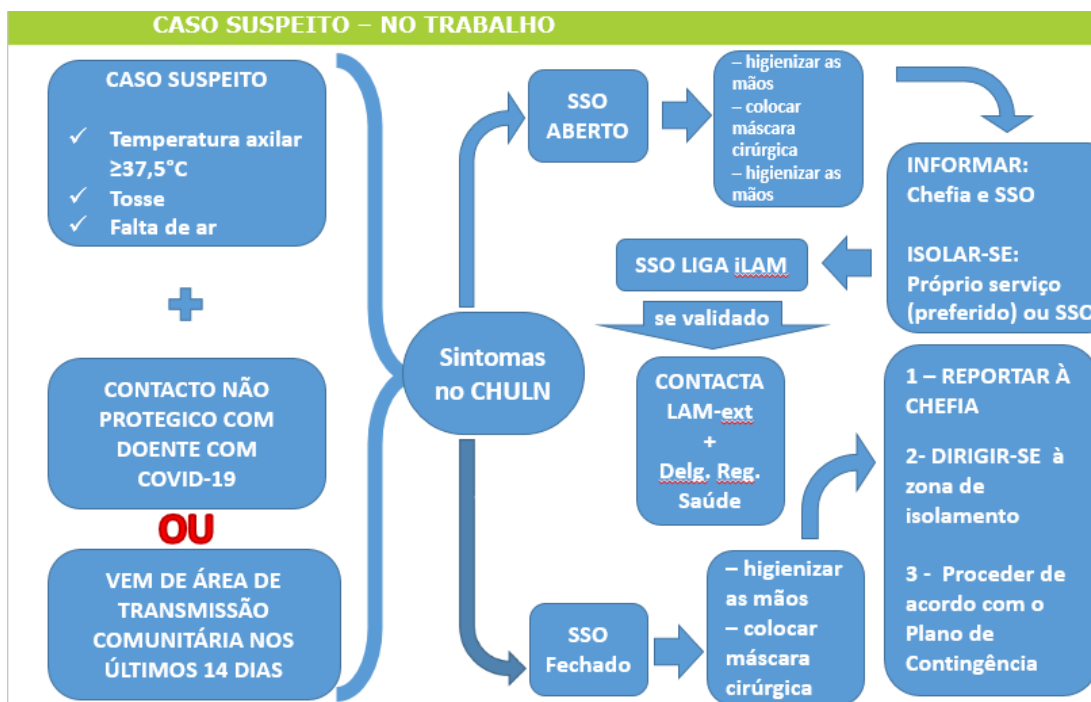 CASO SUSPEITO – NO TRABALHO
CASO SUSPEITO
✓ Temperatura axilar
≥37,5°C
✓ Tosse
✓ Falta de ar
CONTACTO NÃO
PROTEGICO COM
DOENTE COM
COVID-19
OU
VEM DE ÁREA DE
TRANSMISSÃO
COMUNITÁRIA NOS
ÚLTIMOS 14 DIAS
Sintomas
no CHULN
SSO
ABERTO
– higienizar as
mãos
– colocar
máscara
cirúrgica
– higienizar as
mãos
INFORMAR:
Chefia e SSO
ISOLAR-SE:
Próprio serviço
(preferido) ou SSO
SSO LIGA iLAM
se validado
CONTACTA
LAM-ext
+
Delg. Reg.
Saúde
SSO
Fechado
– higienizar
as mãos
– colocar
máscara
cirúrgica
1 – REPORTAR À
CHEFIA
2- DIRIGIR-SE à
zona de
isolamento
3 - Proceder de
acordo com o
Plano de
Contingência